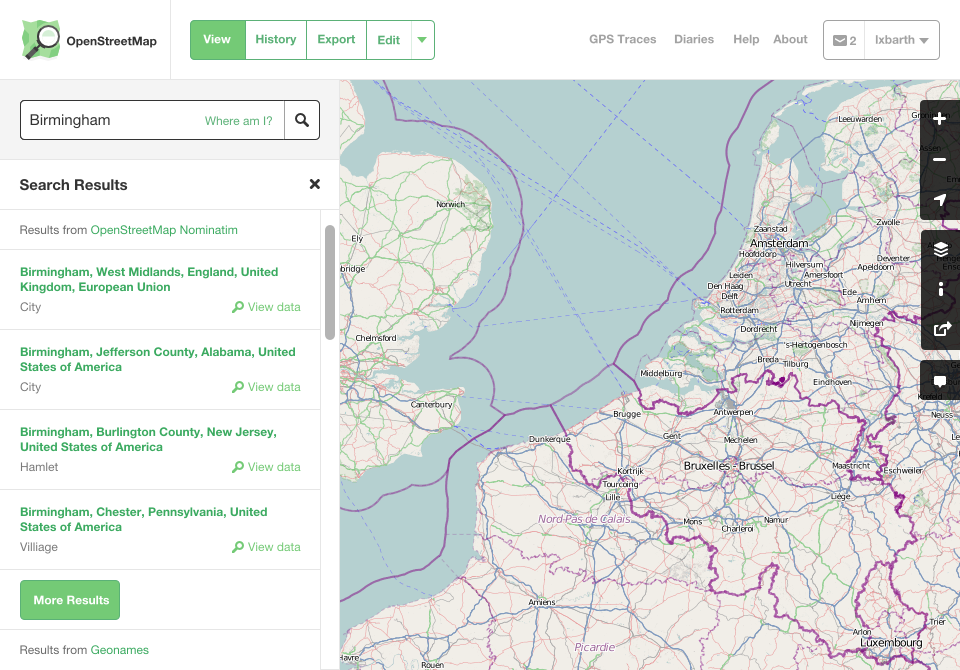 OpenStreetMap
View
History
Export
Edit
GPS Traces
Diaries
Help
About
2
lxbarth
Birmingham
Where am I?
Search Results
Results from OpenStreetMap Nominatim
Birmingham, West Midlands, England, United
Kingdom, European Union
City
View data
Birmingham, Jefferson County, Alabama, United
States of America
City
View data
Birmingham, Burlington County, New Jersey,
United States of America
Hamlet
View data
Birmingham, Chester, Pennsylvania, United
States of America
Villiage
View data
More Results
Results from Geonames
Leeuwarden
Norwich
Ely
bridge
Chelmsford
Canterbury
Zwolle
Zaanstad
Amsterdam
Hoofddorp
Hilversum
Deventer
Apeldoorn
Leiden
Amersfoort
Utrecht
Den Haag
Delft
Ede
Arnhem
Rotterdam
Dordrecht
Nijmegen
's-Hertogenbosch
Breda
Tilburg
Middelburg
Eindhoven
Brugge
Antwerpen
Neuss
Dunkerque
Gent
Mechelen
Bruxelles - Brussel
Maastricht
Eschweiler
Kortrijk
Tourcoing
Lille
Liège
Nord Pas de Calais
Mons
Charleroi
Namur
Amiens
Trier
Arlon
Luxembourg
Picardie
Havre
Rouen